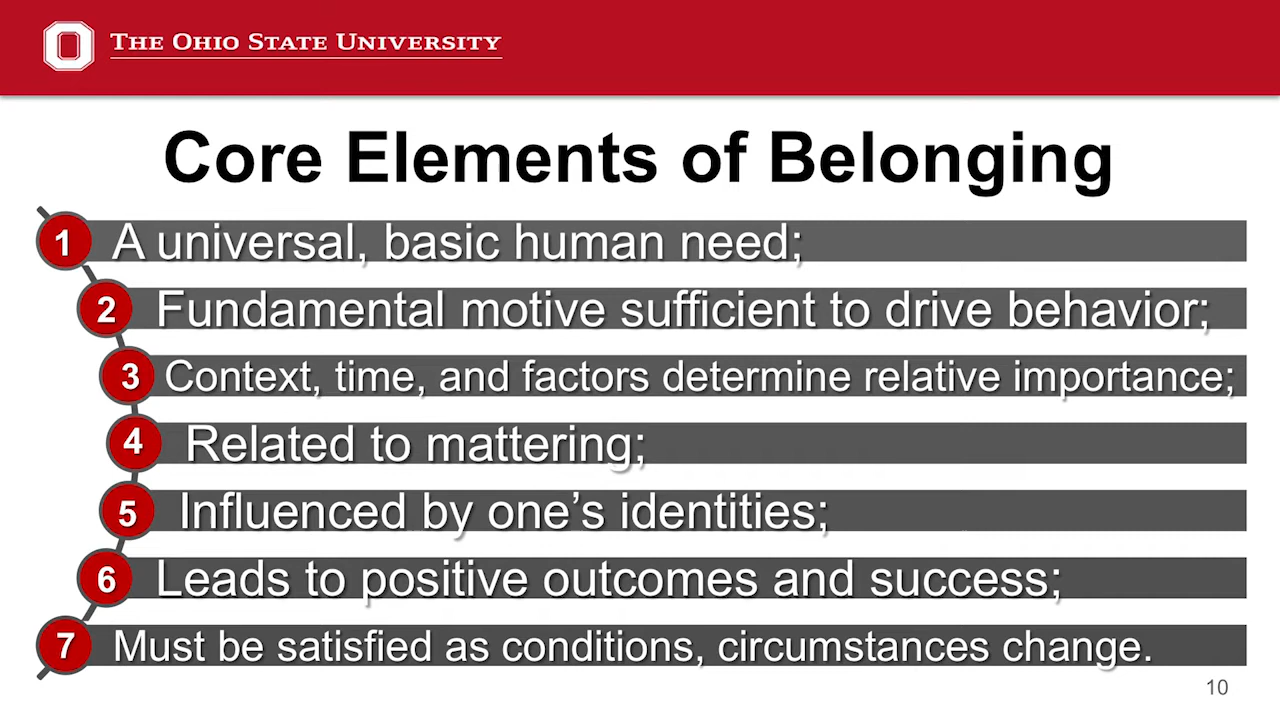 THE OHIO STATE UNIVERSITY
Core Elements of Belonging
1 A universal, basic human need;
2 Fundamental motive sufficient to drive behavior;
3 Context, time, and factors determine relative importance;
4 Related to mattering;
5 Influenced by one’s identities;
6 Leads to positive outcomes and success;
7 Must be satisfied as conditions, circumstances change.
10